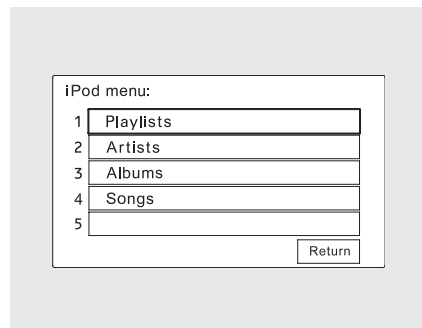 iPod menu:
1 Playlists
2 Artists
3 Albums
4 Songs
5
Return